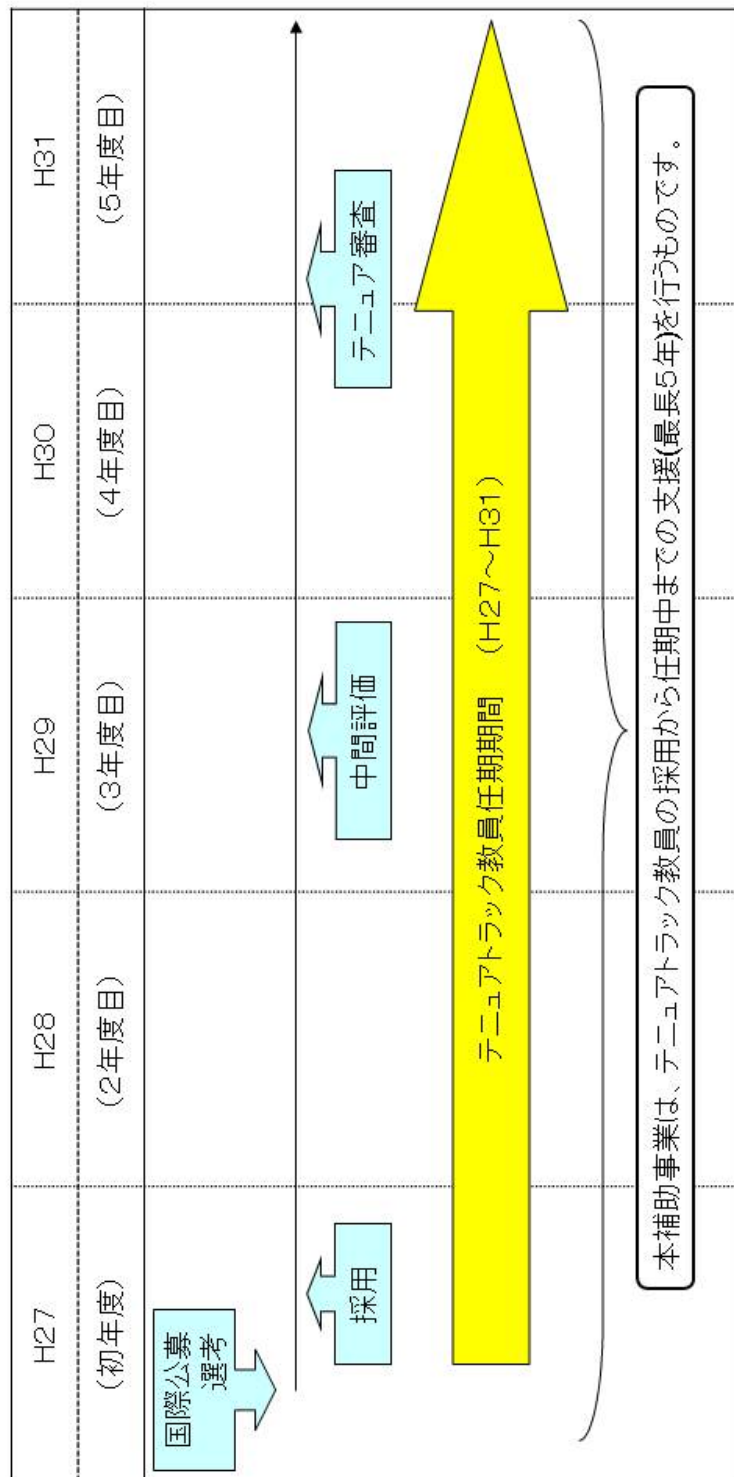 H27
H28
H29
H30
H31
(初年度)
(2年度目)
(3年度目)
(4年度目)
(5年度目)
国際公募
選考
採用
中間評価
テニュア審査
テニュアトラック教員任期期間 (H27～H31)
本補助事業は、テニュアトラック教員の採用から任期中までの支援(最長5年)を行うものです。